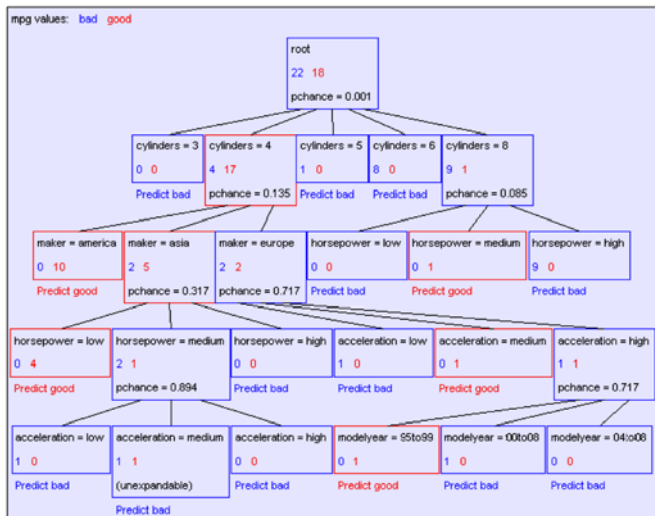 mpg values: bad good
root
22 18
pchance = 0.001
cylinders = 3
0 0
Predict bad
cylinders = 4
4 17
pchance = 0.135
cylinders = 5
1 0
Predict bad
cylinders = 6
8 0
Predict bad
cylinders = 8
9 1
pchance = 0.085
maker = america
0 10
Predict good
maker = asia
2 5
pchance = 0.317
maker = europe
2 2
pchance = 0.717
horsepower = low
0 0
Predict bad
horsepower = medium
0 1
Predict good
horsepower = high
9 0
Predict bad
horsepower = low
0 4
Predict good
horsepower = medium
2 1
pchance = 0.894
horsepower = high
0 0
Predict bad
acceleration = low
1 0
Predict bad
acceleration = medium
0 1
Predict good
acceleration = high
1 1
pchance = 0.717
acceleration = low
1 0
Predict bad
acceleration = medium
1 1
(unexpandable)
Predict bad
acceleration = high
0 0
Predict bad
modelyear = 95to99
0 1
Predict good
modelyear = 00to08
1 0
Predict bad
modelyear = 04to08
0 0
Predict bad